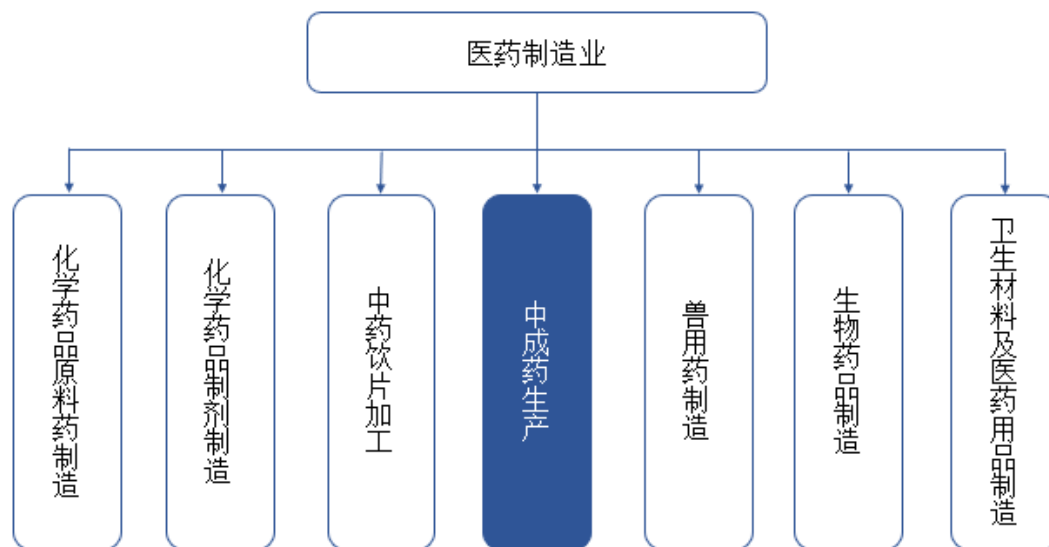 医药制造业
化学药品原料药制造
化学药品制剂制造
中药饮片加工
中成药生产
兽用药制造
生物药品制造
卫生材料及医药用品制造